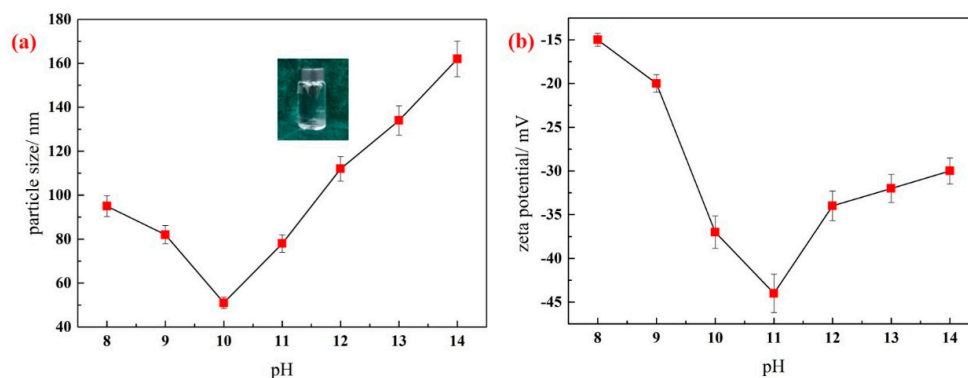 (a)
particle size/ nm
180
160
140
120
100
80
60
40
8 9 10 11 12 13 14
pH
(b)
zeta potential/ mV
-15
-20
-25
-30
-35
-40
-45
8 9 10 11 12 13 14
pH